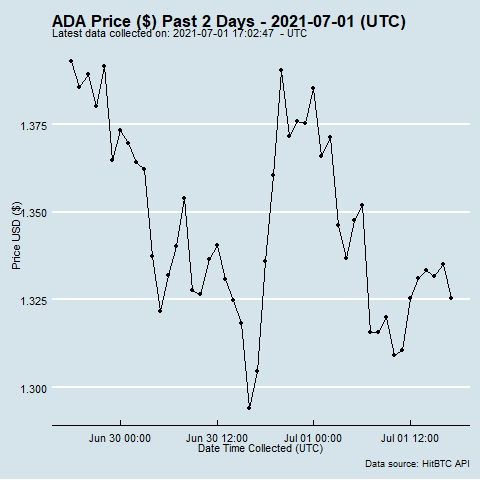 ADA Price ($) Past 2 Days - 2021-07-01 (UTC)
Latest data collected on: 2021-07-01 17:02:47  - UTC
Price USD ($)
1.375
1.350
1.325
1.300
Jun 30 00:00
Jun 30 12:00
Jul 01 00:00
Jul 01 12:00
Date Time Collected (UTC)
Data source: HitBTC API